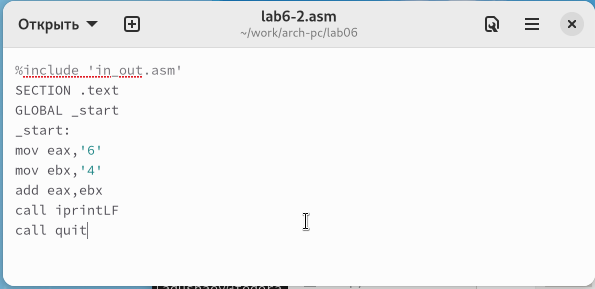 Открыть
lab6-2.asm
~/work/arch-pc/lab06
%include 'in_out.asm'
SECTION .text
GLOBAL _start
_start:
mov eax,'6'
mov ebx,'4'
add eax,ebx
call iprintLF
call quit